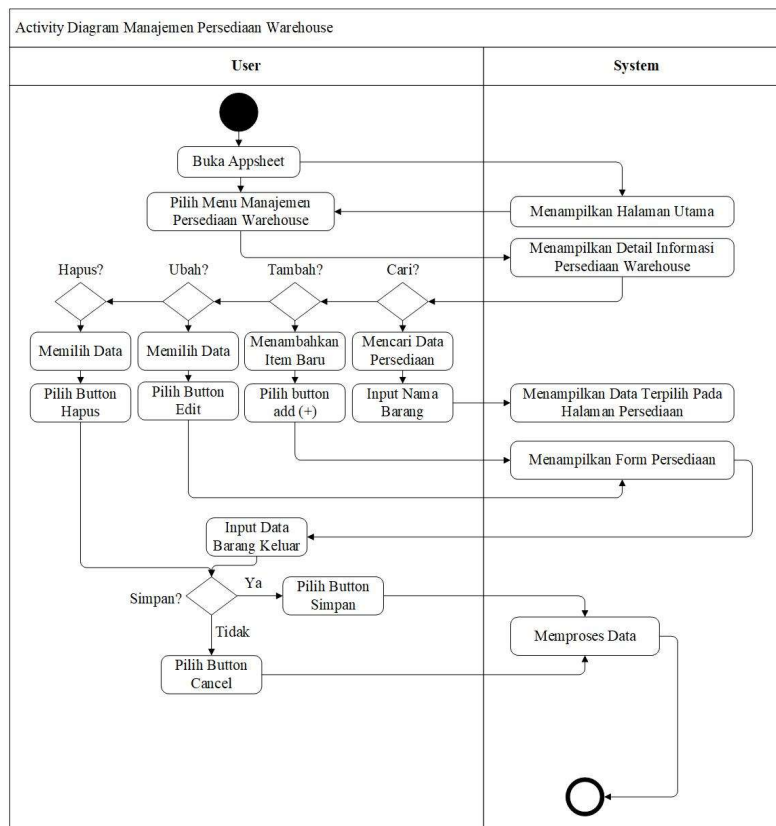 Activity Diagram Manajemen Persediaan Warehouse
User
System
Buka Appsheet
Pilih Menu Manajemen
Persediaan Warehouse
Menampilkan Halaman Utama
Menampilkan Detail Informasi
Persediaan Warehouse
Hapus?
Ubah?
Tambah?
Cari?
Memilih Data
Memilih Data
Menambahkan
Item Baru
Mencari Data
Persediaan
Pilih Button
Hapus
Pilih Button
Edit
Pilih button
add (+)
Input Nama
Barang
Menampilkan Data Terpilih Pada
Halaman Persediaan
Menampilkan Form Persediaan
Input Data
Barang Keluar
Simpan?
Ya
Pilih Button
Simpan
Tidak
Memproses Data
Pilih Button
Cancel